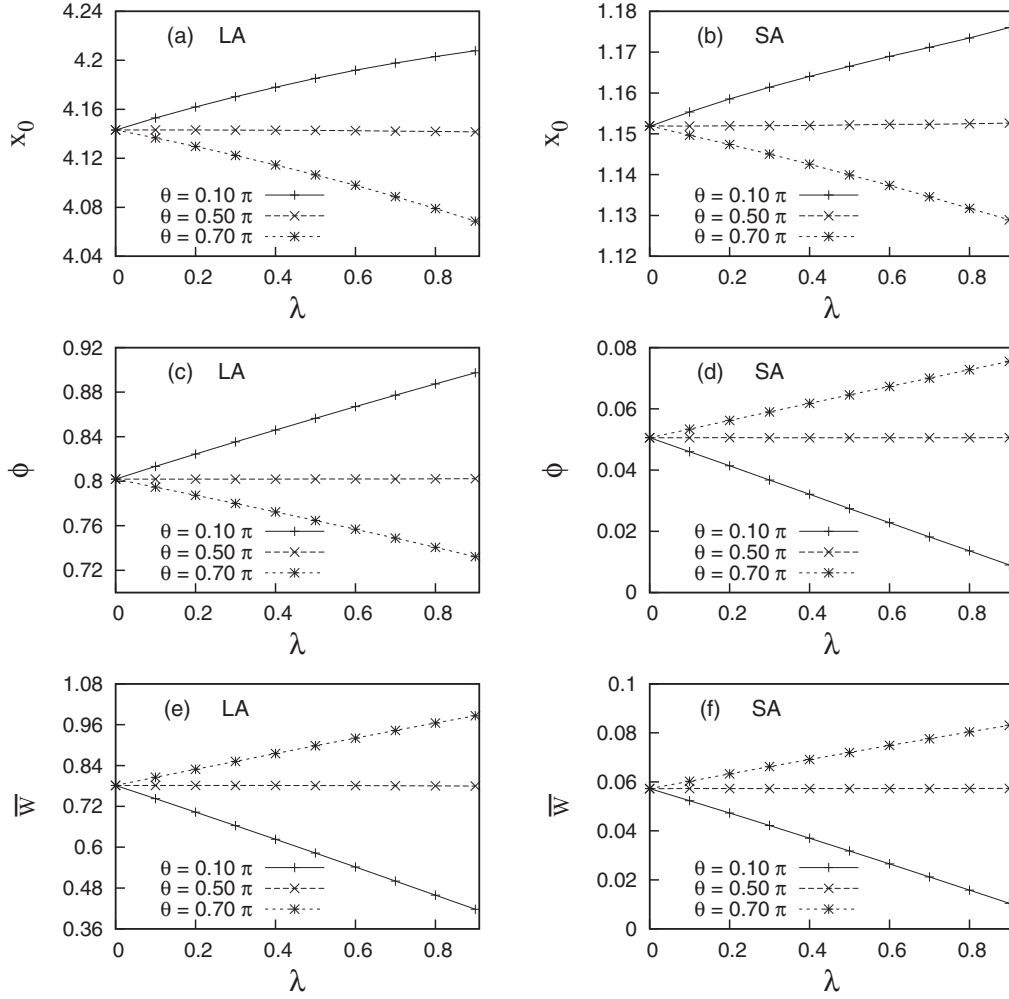 (a) LA
x0
4.24
4.2
4.16
4.12
4.08
4.04
θ = 0.10 π
θ = 0.50 π
θ = 0.70 π
0 0.2 0.4 0.6 0.8
λ
(b) SA
x0
1.18
1.17
1.16
1.15
1.14
1.13
1.12
θ = 0.10 π
θ = 0.50 π
θ = 0.70 π
0 0.2 0.4 0.6 0.8
λ
(c) LA
ϕ
0.92
0.88
0.84
0.8
0.76
0.72
θ = 0.10 π
θ = 0.50 π
θ = 0.70 π
0 0.2 0.4 0.6 0.8
λ
(d) SA
ϕ
0.08
0.06
0.04
0.02
0
θ = 0.10 π
θ = 0.50 π
θ = 0.70 π
0 0.2 0.4 0.6 0.8
λ
(e) LA
w̅
1.08
0.96
0.84
0.72
0.6
0.48
0.36
θ = 0.10 π
θ = 0.50 π
θ = 0.70 π
0 0.2 0.4 0.6 0.8
λ
(f) SA
w̅
0.1
0.08
0.06
0.04
0.02
0
θ = 0.10 π
θ = 0.50 π
θ = 0.70 π
0 0.2 0.4 0.6 0.8
λ